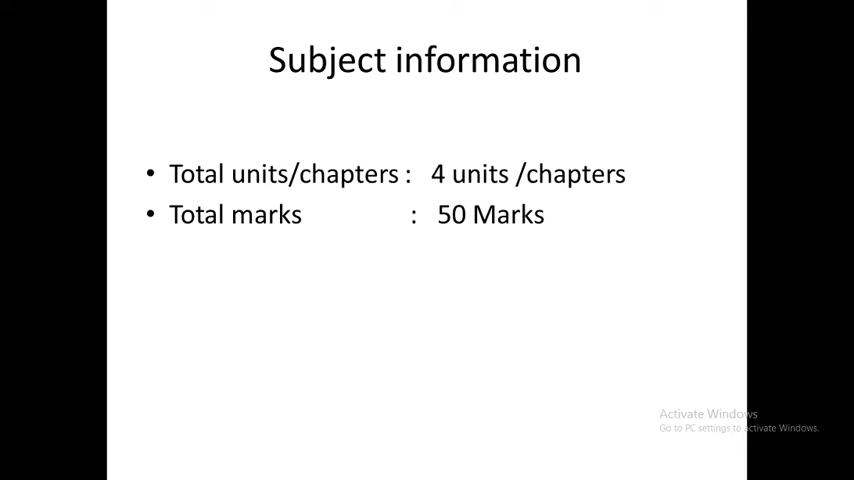 Subject information
• Total units/chapters : 4 units /chapters
• Total marks : 50 Marks
Activate Windows
Go to PC settings to activate Windows.